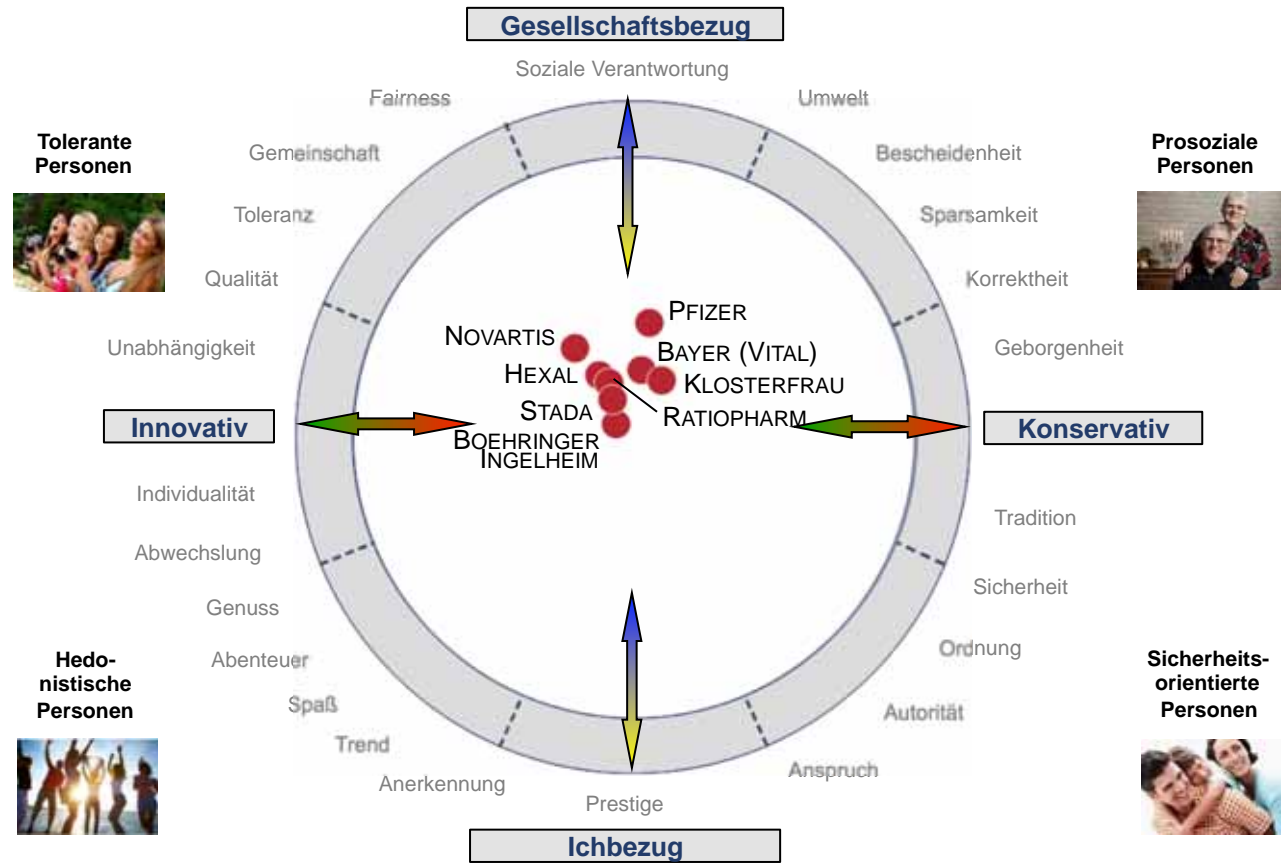 Gesellschaftsbezug
Soziale Verantwortung
Fairness
Umwelt
Tolerante
Personen
Gemeinschaft
Bescheidenheit
Prosoziale
Personen
Toleranz
Sparsamkeit
Qualität
Korrektheit
Unabhängigkeit
Geborgenheit
PFIZER
NOVARTIS
BAYER (VITAL)
HEXAL
KLOSTERFRAU
STADA
RATIOPHARM
BOEHRINGER
INGELHEIM
Innovativ
Konservativ
Individualität
Tradition
Abwechslung
Sicherheit
Genuss
Ordnung
Abenteuer
Hedo-
nistische
Personen
Sicherheits-
orientierte
Personen
Spaß
Autorität
Trend
Anspruch
Anerkennung
Prestige
Ichbezug